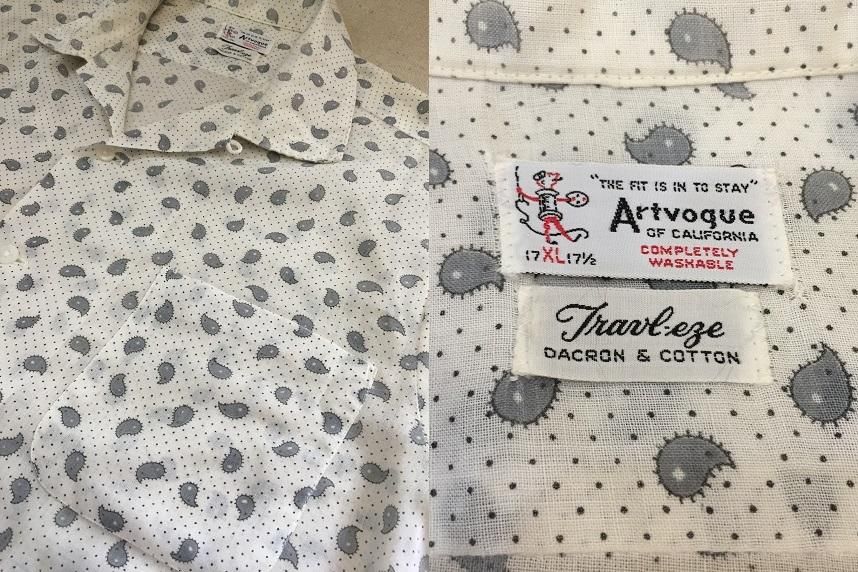 Artvogue
"THE FIT IS IN TO STAY"
Artvogue
OF CALIFORNIA
17 XL 17½
COMPLETELY
WASHABLE
Travl-eze
DACRON & COTTON